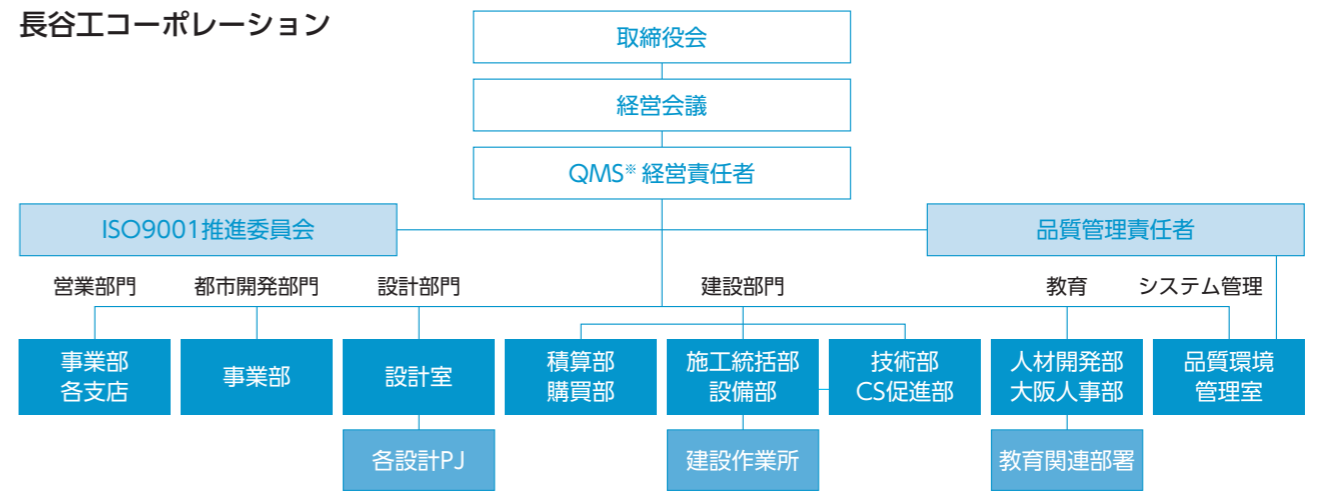 長谷工コーポレーション
取締役会
経営会議
QMS※ 経営責任者
ISO9001推進委員会
品質管理責任者
営業部門
都市開発部門
設計部門
建設部門
教育
システム管理
事業部
各支店
事業部
設計室
積算部
購買部
施工統括部
設備部
技術部
CS促進部
人材開発部
大阪人事部
品質環境
管理室
各設計PJ
建設作業所
教育関連部署